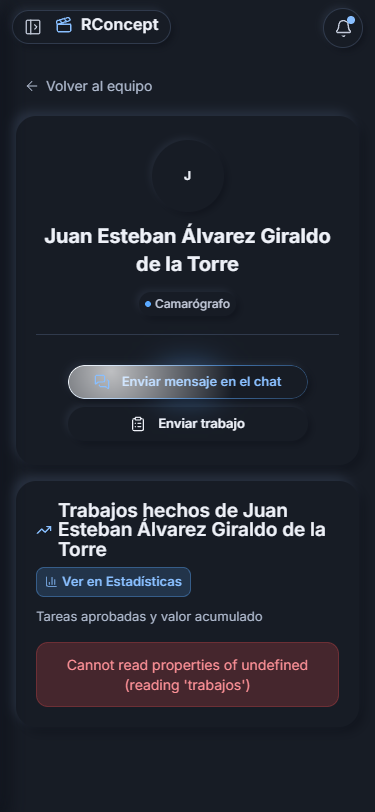 RConcept
Volver al equipo
J
Juan Esteban Álvarez Giraldo
de la Torre
Camarógrafo
Enviar mensaje en el chat
Enviar trabajo
Trabajos hechos de Juan
Esteban Álvarez Giraldo de la
Torre
Ver en Estadísticas
Tareas aprobadas y valor acumulado
Cannot read properties of undefined
(reading 'trabajos')